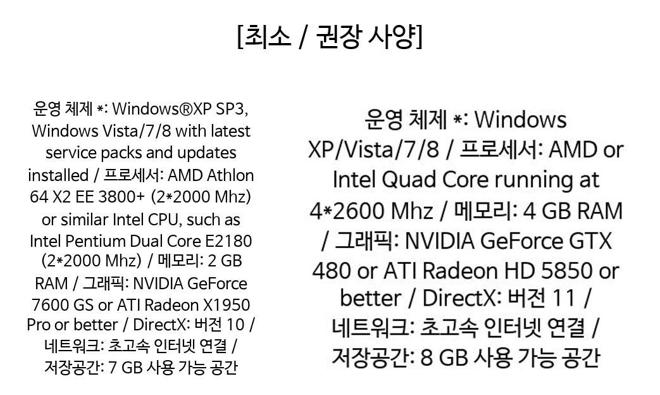 [최소 / 권장 사양]
운영 체제 *: Windows®XP SP3,
Windows Vista/7/8 with latest
service packs and updates
installed / 프로세서: AMD Athlon
64 X2 EE 3800+ (2*2000 Mhz)
or similar Intel CPU, such as
Intel Pentium Dual Core E2180
(2*2000 Mhz) / 메모리: 2 GB
RAM / 그래픽: NVIDIA GeForce
7600 GS or ATI Radeon X1950
Pro or better / DirectX: 버전 10 /
네트워크: 초고속 인터넷 연결 /
저장공간: 7 GB 사용 가능 공간
운영 체제 *: Windows
XP/Vista/7/8 / 프로세서: AMD or
Intel Quad Core running at
4*2600 Mhz / 메모리: 4 GB RAM
/ 그래픽: NVIDIA GeForce GTX
480 or ATI Radeon HD 5850 or
better / DirectX: 버전 11 /
네트워크: 초고속 인터넷 연결 /
저장공간: 8 GB 사용 가능 공간